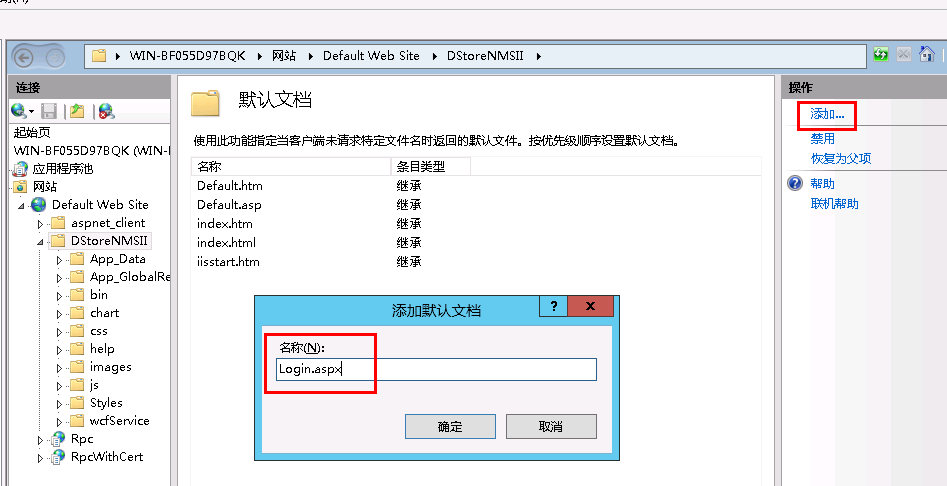 WIN-BF055D97BQK 网站 Default Web Site DStoreNMSII
连接
起始页
WIN-BF055D97BQK (WIN-
应用程序池
网站
Default Web Site
aspnet_client
DStoreNMSII
App_Data
App_GlobalRe
bin
chart
css
help
images
js
Styles
wcfService
Rpc
RpcWithCert
默认文档
使用此功能指定当客户端未请求特定文件名时返回的默认文件。按优先级顺序设置默认文档。
名称 条目类型
Default.htm 继承
Default.asp 继承
index.htm 继承
index.html 继承
iisstart.htm 继承
添加默认文档 ? x
名称(N):
Login.aspx
确定 取消
操作
添加...
禁用
恢复为父项
帮助
联机帮助